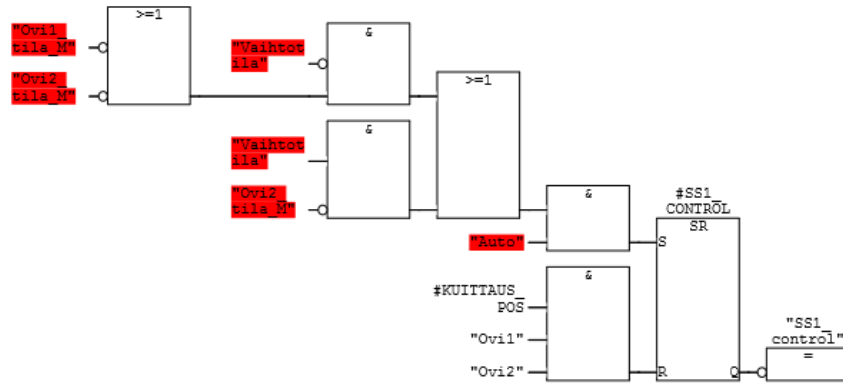 >=1
"Ovi1_
tila_M"
"Ovi2_
tila_M"
&
"Vaihtot
ila"
>=1
&
"Vaihtot
ila"
"Ovi2_
tila_M"
&
"Auto"
#SS1_
CONTROL
SR
S
&
#KUITTAUS_
POS
"Ovi1"
"Ovi2"
R
Q
"SS1_
control"
=